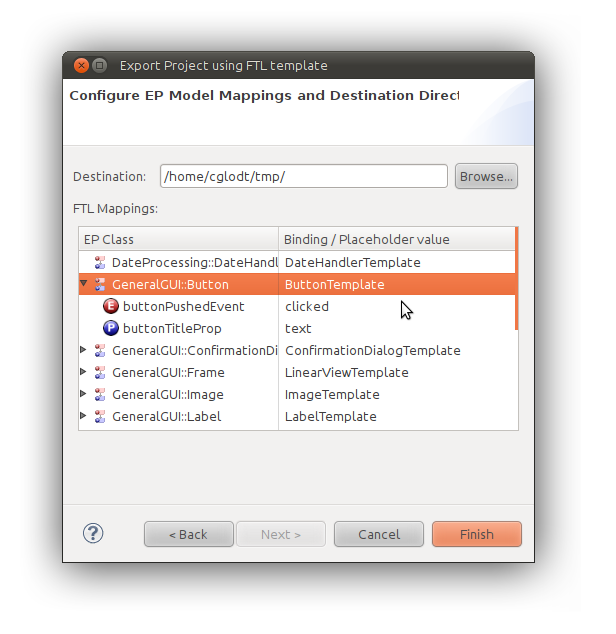 Export Project using FTL template
Configure EP Model Mappings and Destination Direct
Destination: /home/cglodt/tmp/ Browse...
FTL Mappings:
EP Class Binding / Placeholder value
DateProcessing::DateHandl DateHandlerTemplate
GeneralGUI::Button ButtonTemplate
E buttonPushedEvent clicked
P buttonTitleProp text
GeneralGUI::ConfirmationDi ConfirmationDialogTemplate
GeneralGUI::Frame LinearViewTemplate
GeneralGUI::Image ImageTemplate
GeneralGUI::Label LabelTemplate
? < Back Next > Cancel Finish